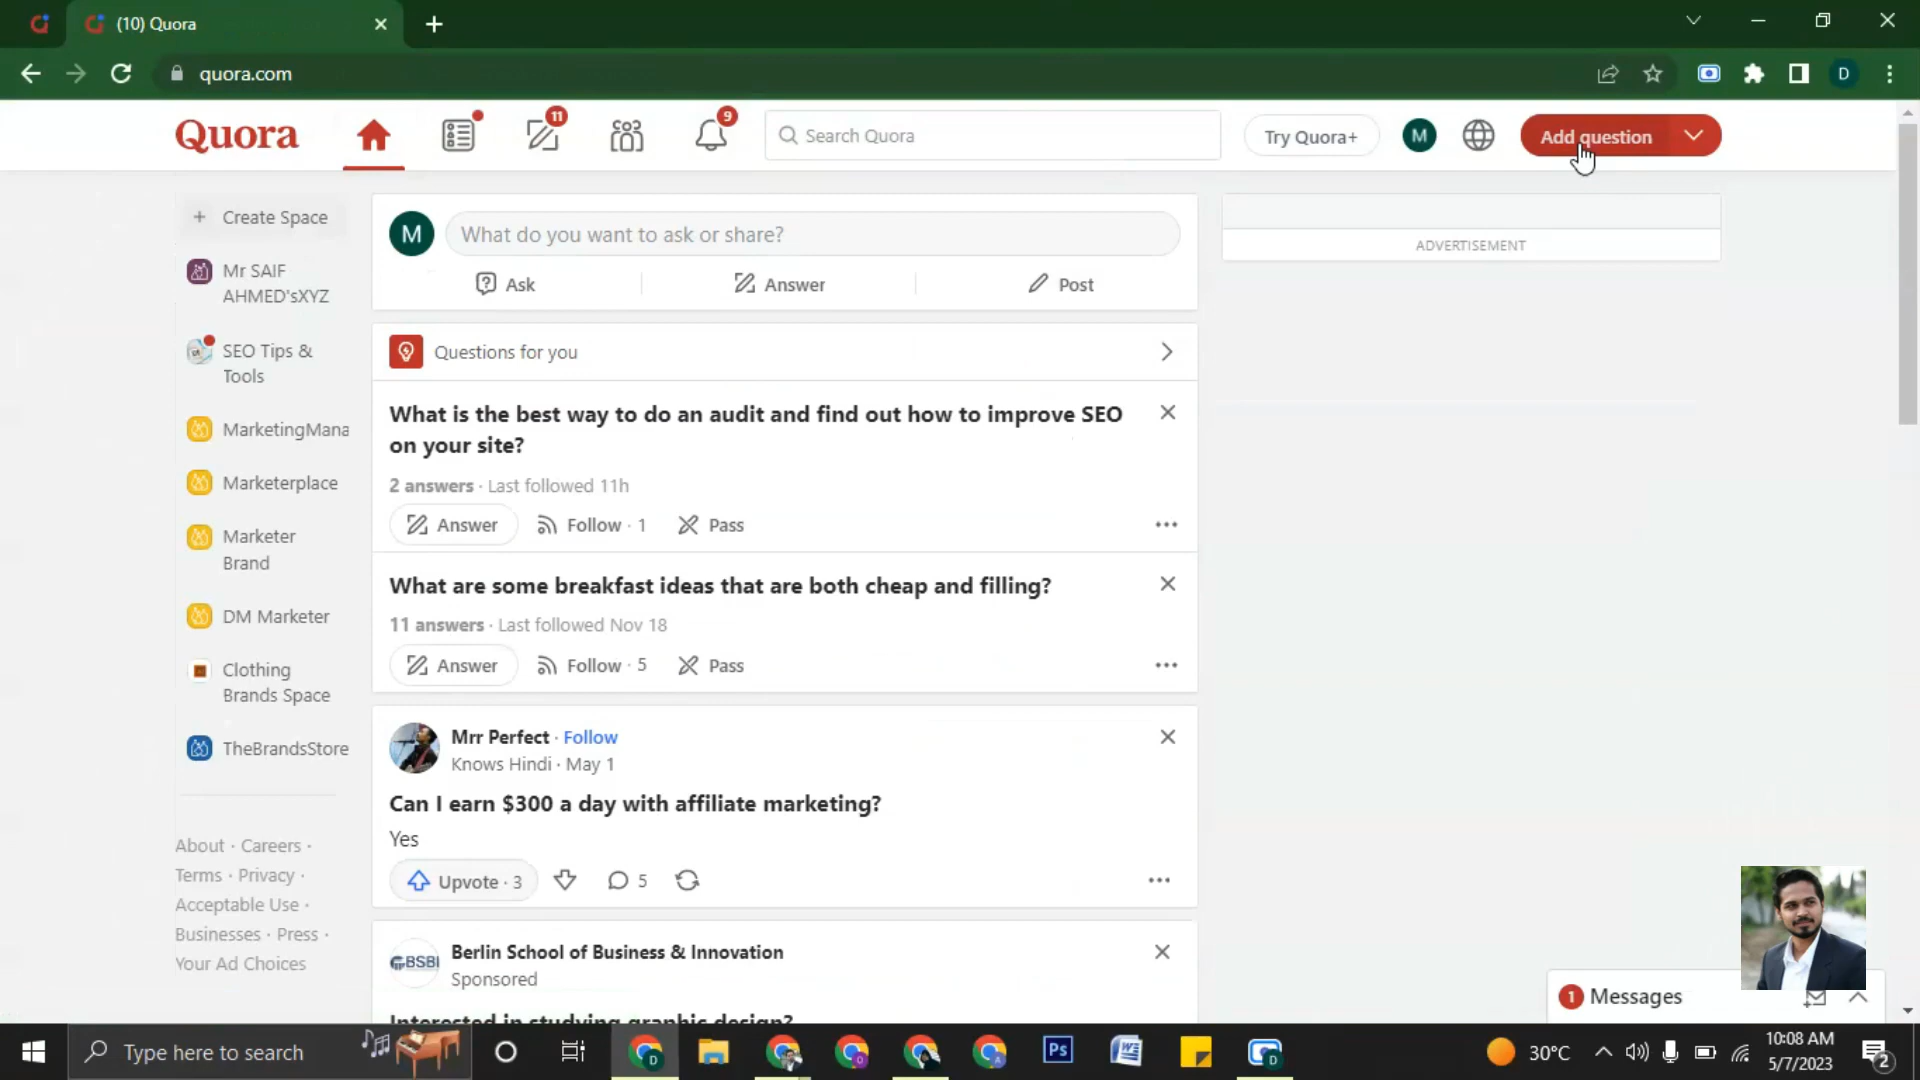 (10) Quora
quora.com
D
Quora
11
9
Search Quora
Try Quora+
M
Add question
Create Space
Mr SAIF
AHMED'sXYZ
SEO Tips &
Tools
MarketingMana
Marketerplace
Marketer
Brand
DM Marketer
Clothing
Brands Space
TheBrandsStore
About · Careers ·
Terms · Privacy ·
Acceptable Use ·
Businesses · Press ·
Your Ad Choices
M
What do you want to ask or share?
Ask
Answer
Post
Questions for you
What is the best way to do an audit and find out how to improve SEO
on your site?
2 answers · Last followed 11h
Answer
Follow · 1
Pass
What are some breakfast ideas that are both cheap and filling?
11 answers · Last followed Nov 18
Answer
Follow · 5
Pass
Mrr Perfect · Follow
Knows Hindi · May 1
Can I earn $300 a day with affiliate marketing?
Yes
Upvote · 3
5
BSBI
Berlin School of Business & Innovation
Sponsored
Interested in studying graphic design?
ADVERTISEMENT
1 Messages
Type here to search
D
Ps
D
30°C
10:08 AM
5/7/2023
2